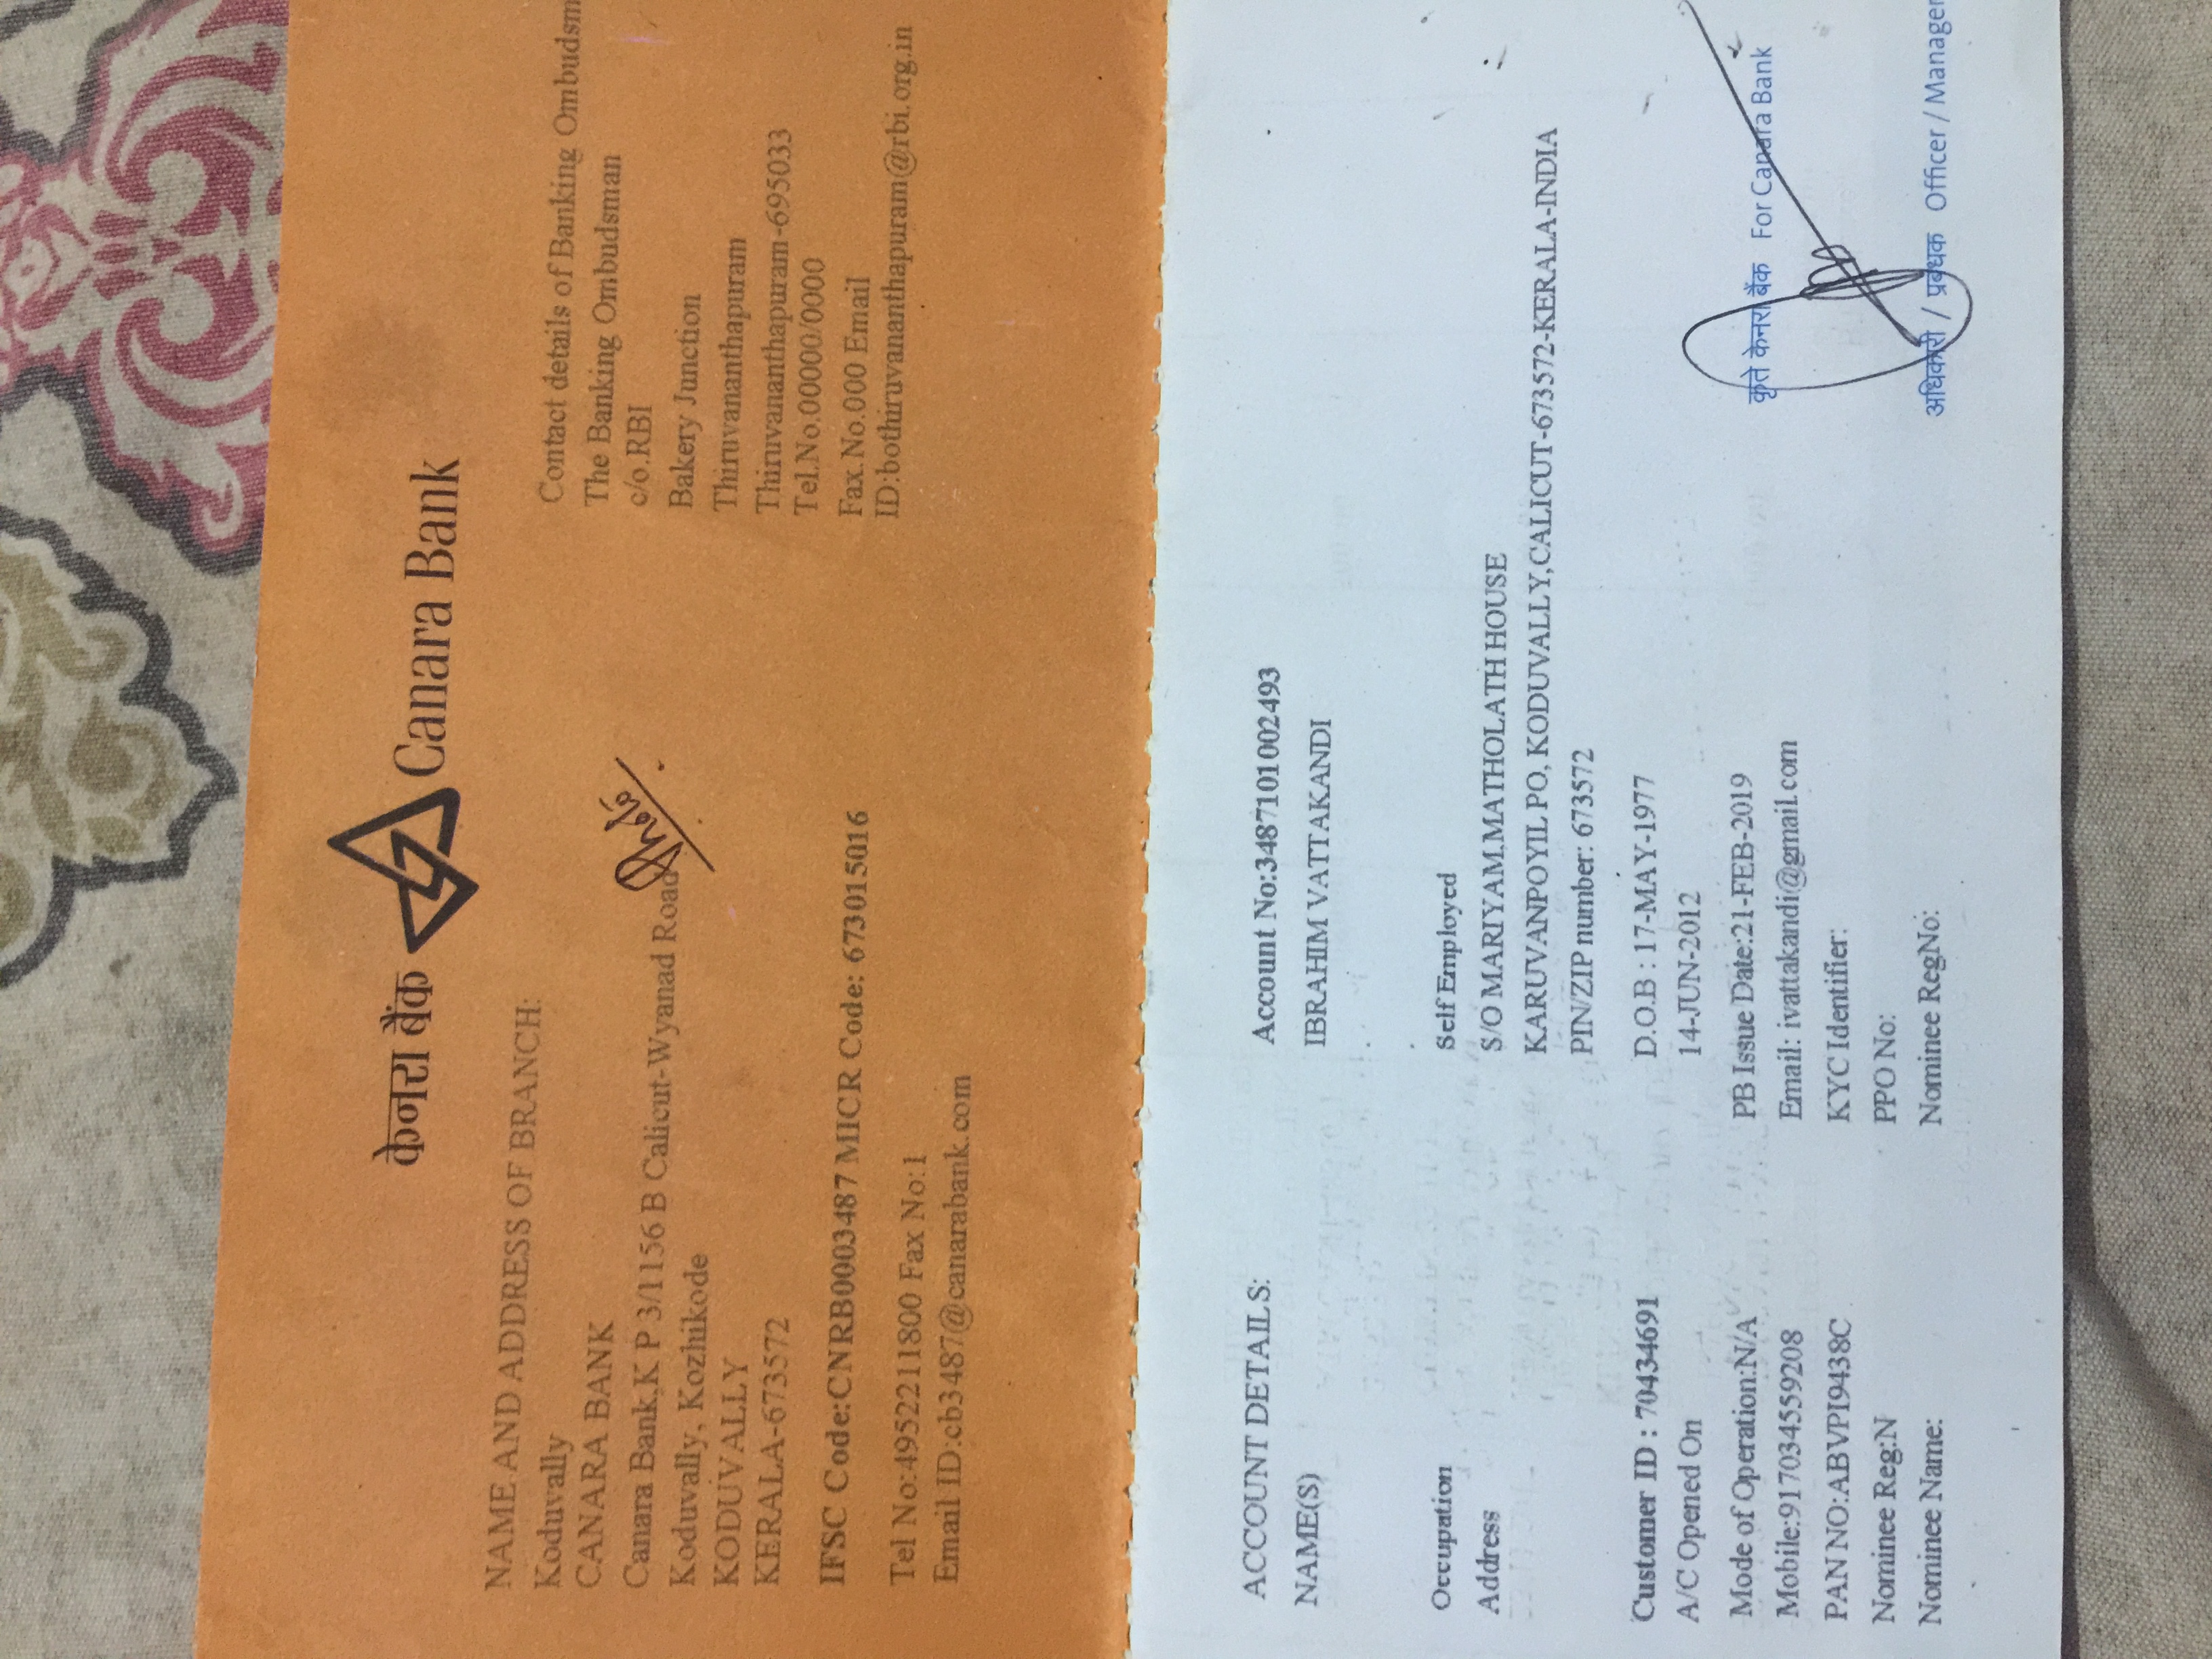 केनरा बैंक Canara Bank
NAME AND ADDRESS OF BRANCH:
Koduvally
CANARA BANK
Canara Bank,K P 3/1156 B Calicut-Wyanad Road
Koduvally, Kozhikode
KODUVALLY
KERALA-673572
IFSC Code:CNRB0003487 MICR Code: 673015016
Tel No:4952211800 Fax No:1
Email ID:cb3487@canarabank.com
Photo
Contact details of Banking Ombudsm
The Banking Ombudsman
c/o.RBI
Bakery Junction
Thiruvananthapuram
Thiruvananthapuram-695033
Tel.No.00000/0000
Fax.No.000 Email
ID:bothiruvananthapuram@rbi.org.in
ACCOUNT DETAILS: Account No:3487101002493
NAME(S) IBRAHIM VATTAKANDI
Occupation Self Employed
Address S/O MARIYAM,MATHOLATH HOUSE
KARUVANPOYIL PO, KODUVALLY,CALICUT-673572-KERALA-INDIA
PIN/ZIP number: 673572
Customer ID : 70434691 D.O.B : 17-MAY-1977
A/C Opened On 14-JUN-2012
Mode of Operation:N/A PB Issue Date:21-FEB-2019
Mobile:917034559208 Email: ivattakandi@gmail.com
PAN NO:ABVPI9438C KYC Identifier:
Nominee Reg:N PPO No:
Nominee Name: Nominee RegNo:
कृते केनरा बैंक For Canara Bank
अधिकारी / प्रबंधक Officer / Manager